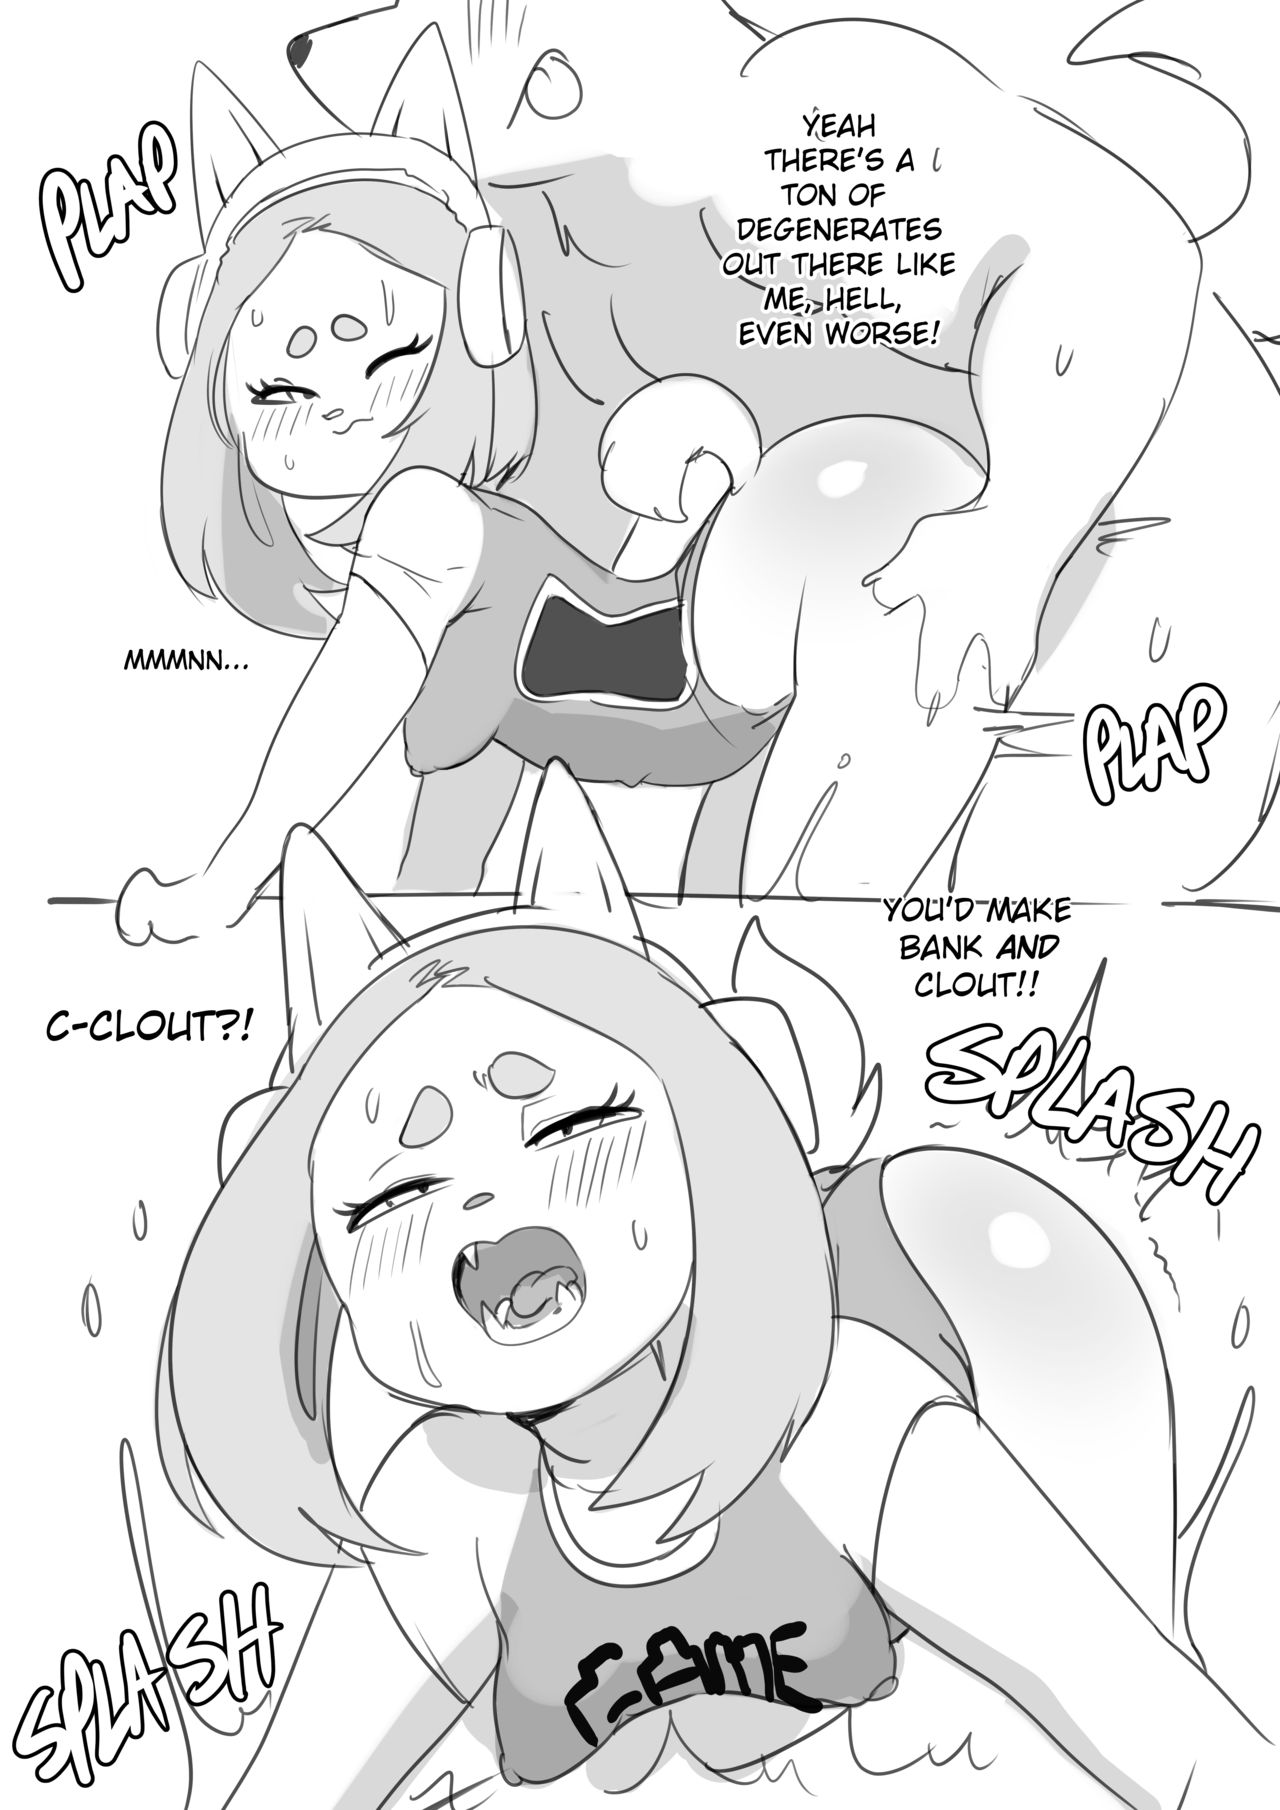 PLAP
YEAH
THERE'S A
TON OF
DEGENERATES
OUT THERE LIKE
ME, HELL,
EVEN WORSE!
MMMNN...
PLAP
YOU'D MAKE
BANK AND
CLOUT!!
C-CLOUT?!
SPLASH
SPLASH
GAME